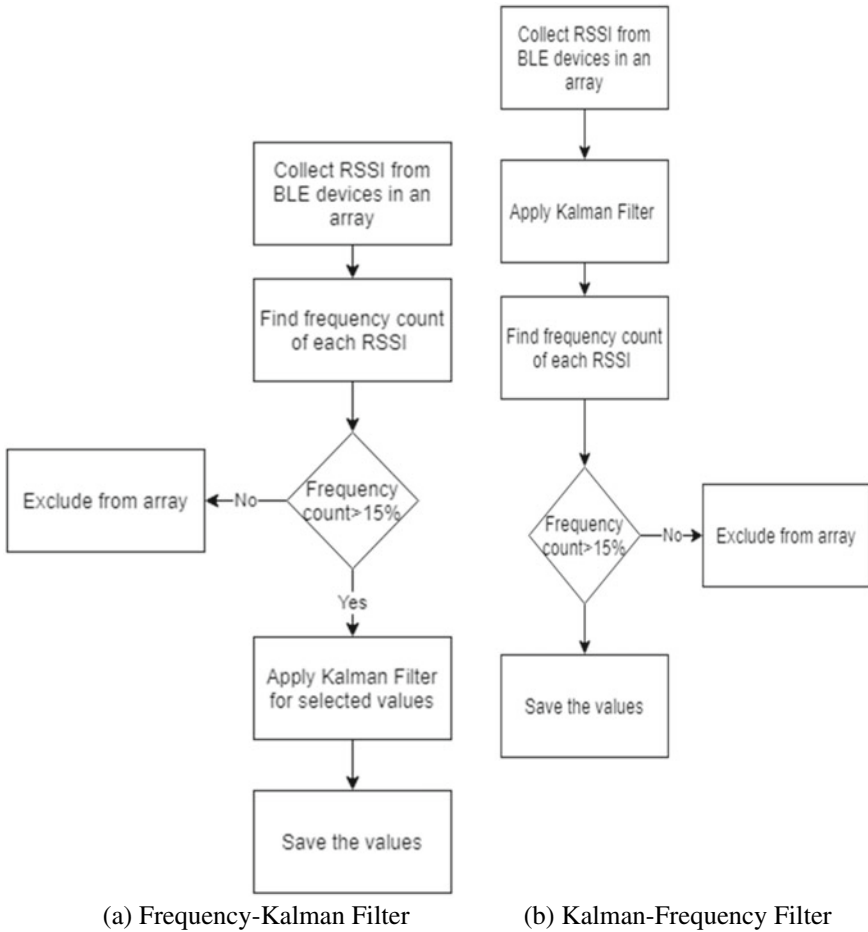 Collect RSSI from
BLE devices in an
array
Find frequency count
of each RSSI
Frequency
count>15%
No
Exclude from array
Yes
Apply Kalman Filter
for selected values
Save the values
(a) Frequency-Kalman Filter
Collect RSSI from
BLE devices in an
array
Apply Kalman Filter
Find frequency count
of each RSSI
Frequency
count>15%
No
Exclude from array
Save the values
(b) Kalman-Frequency Filter